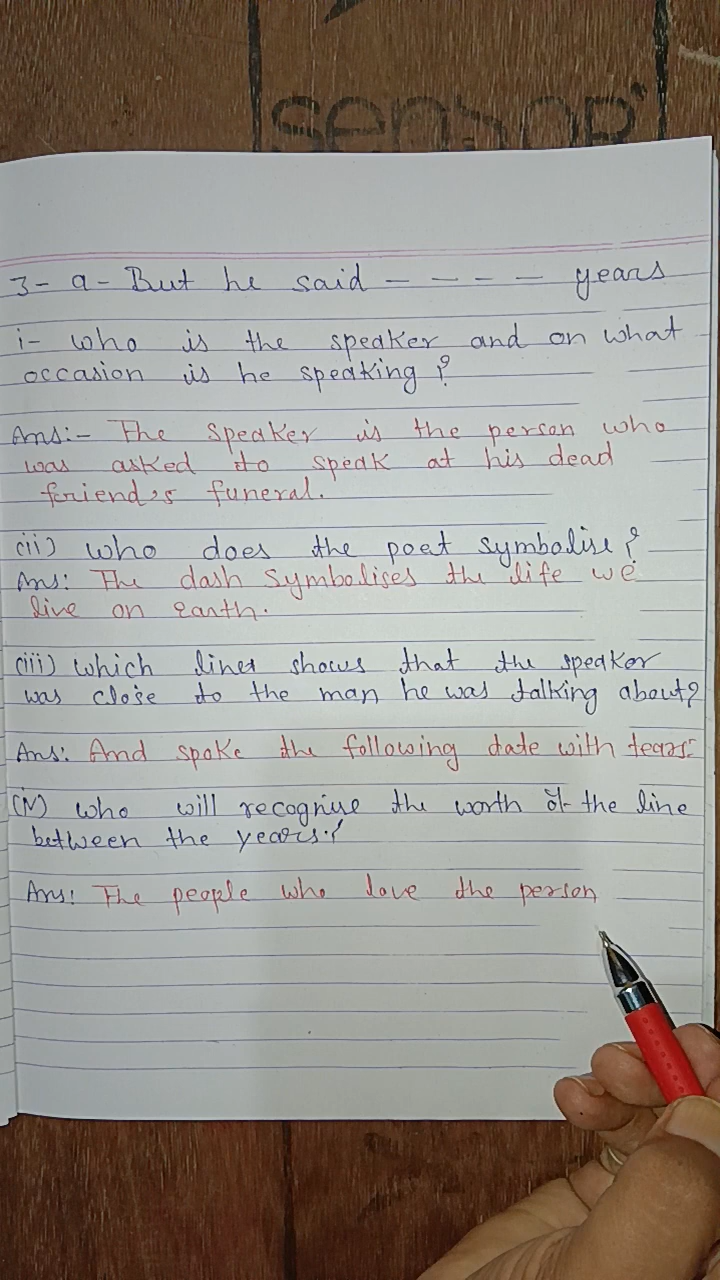 sensor
3- a- But he said - - - - years
i- who is the speaker and on what
occasion is he speaking ?
Ans:- The speaker is the person who
was asked to speak at his dead
friend's funeral.
(ii) who does the poet symbolise ?
Ans: The dash symbolises the life we
live on earth.
(iii) which lines shows that the speaker
was close to the man he was talking about?
Ans: And spoke the following date with tears.
(iv) who will recognise the worth of the line
between the years?
Ans: The people who love the person